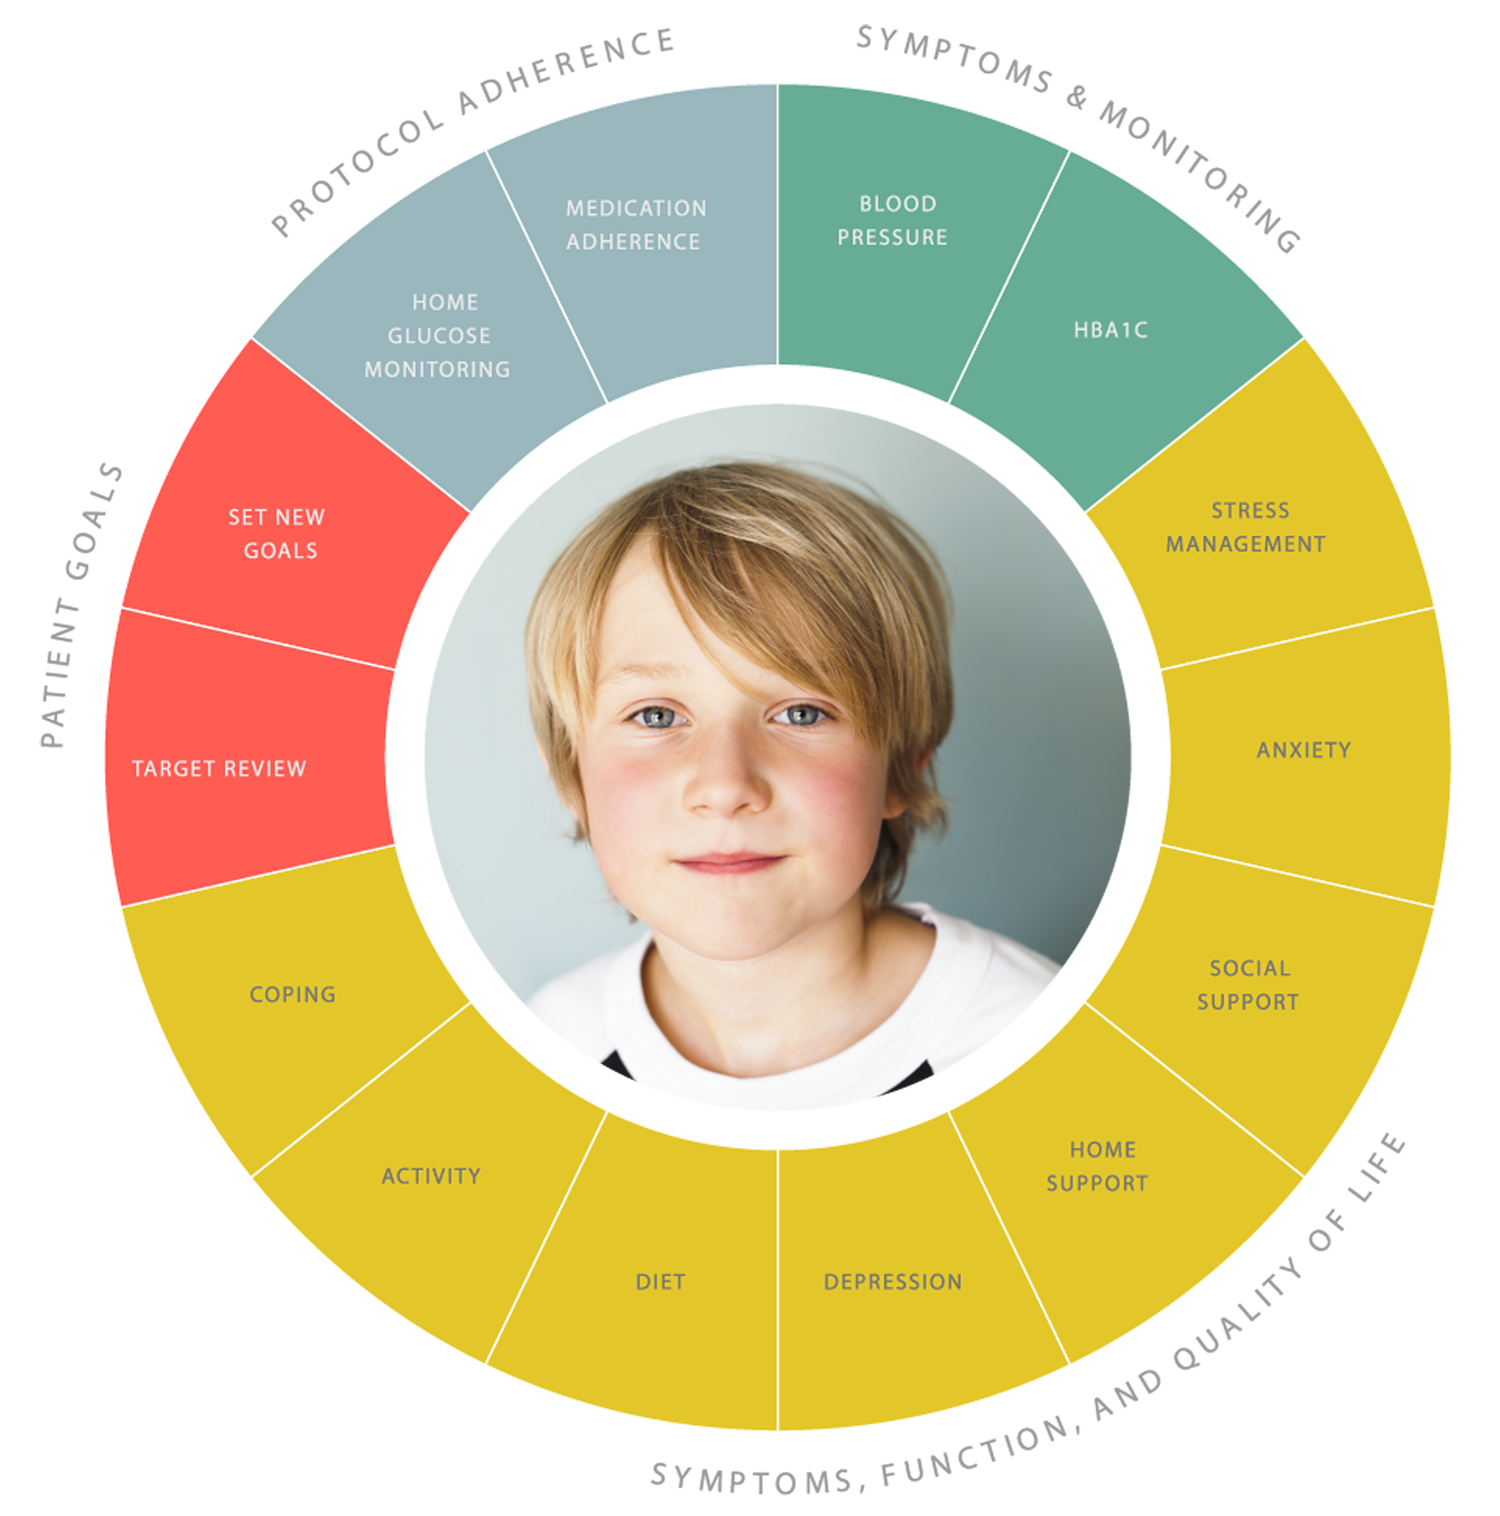 PROTOCOL ADHERENCE
SYMPTOMS & MONITORING
MEDICATION
ADHERENCE
BLOOD
PRESSURE
HOME
GLUCOSE
MONITORING
HBA1C
PATIENT GOALS
SET NEW
GOALS
STRESS
MANAGEMENT
TARGET REVIEW
ANXIETY
COPING
SOCIAL
SUPPORT
ACTIVITY
HOME
SUPPORT
DIET
DEPRESSION
SYMPTOMS, FUNCTION, AND QUALITY OF LIFE